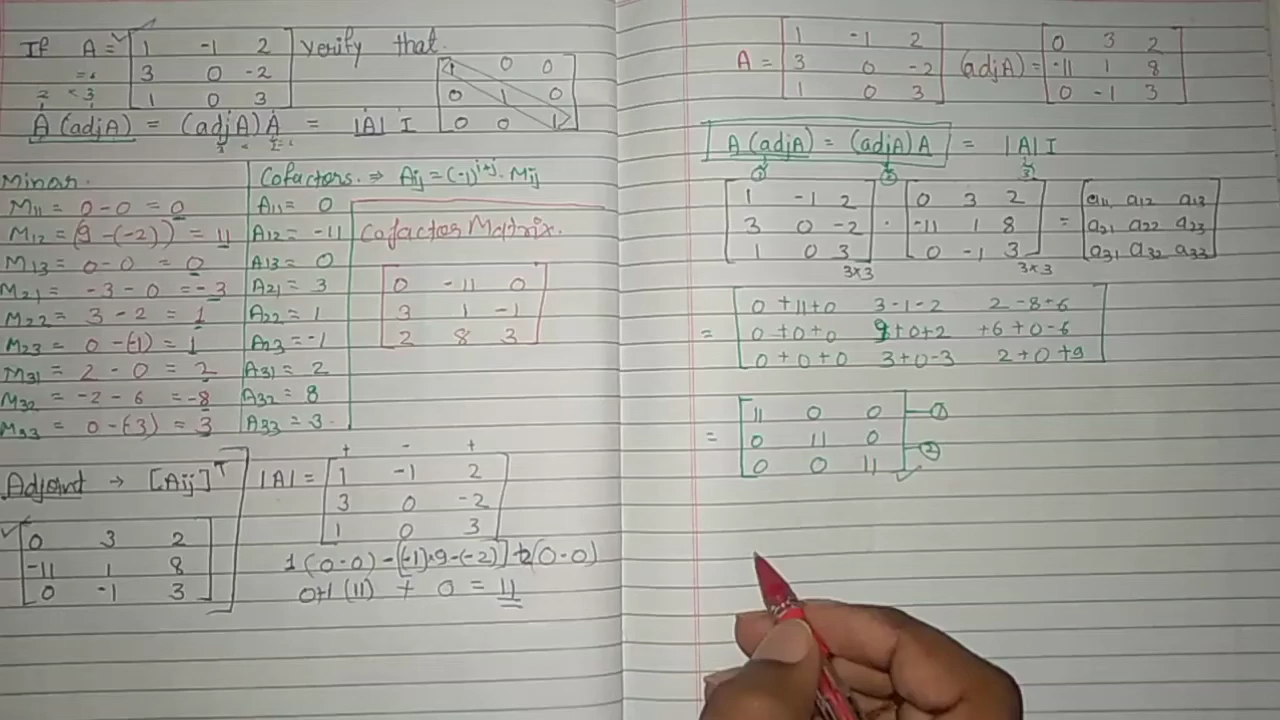 If A = [1 -1 2] verify that
[3 0 -2]
[1 0 3]
[1 0 0]
[0 1 0]
[0 0 1]
A (adjA) = (adjA) A = |A| I
Minor.
M11 = 0-0 = 0
M12 = (9-(-2)) = 11
M13 = 0-0 = 0
M21 = -3-0 = -3
M22 = 3-2 = 1
M23 = 0-(-1) = 1
M31 = 2-0 = 2
M32 = -2-6 = -8
M33 = 0-(-3) = 3
Cofactors. ⇒ Aij = (-1)^i+j . Mij
A11 = 0
A12 = -11
A13 = 0
A21 = 3
A22 = 1
A23 = -1
A31 = 2
A32 = 8
A33 = 3.
Cofactor Matrix.
[0 -11 0]
[3 1 -1]
[2 8 3]
Adjoint → [Aij]^T
[0 3 2]
[-11 1 8]
[0 -1 3]
+ - +
|A| = [1 -1 2]
[3 0 -2]
[1 0 3]
1(0-0) - [(-1).9-(-2)] + 2(0-0)
0+1(11) + 0 = 11
A = [1 -1 2] (adjA) = [0 3 2]
[3 0 -2] [-11 1 8]
[1 0 3] [0 -1 3]
A (adjA) = (adjA) A = |A| I
① ② ③
[1 -1 2] . [0 3 2] = [a11 a12 a13]
[3 0 -2] [-11 1 8] [a21 a22 a23]
[1 0 3] [0 -1 3] [a31 a32 a33]
3x3 3x3
= [0+11+0 3-1-2 2-8+6]
[0+0+0 9+0+2 +6+0-6]
[0+0+0 3+0-3 2+0+9]
= [11 0 0] ①
[0 11 0] ②
[0 0 11]